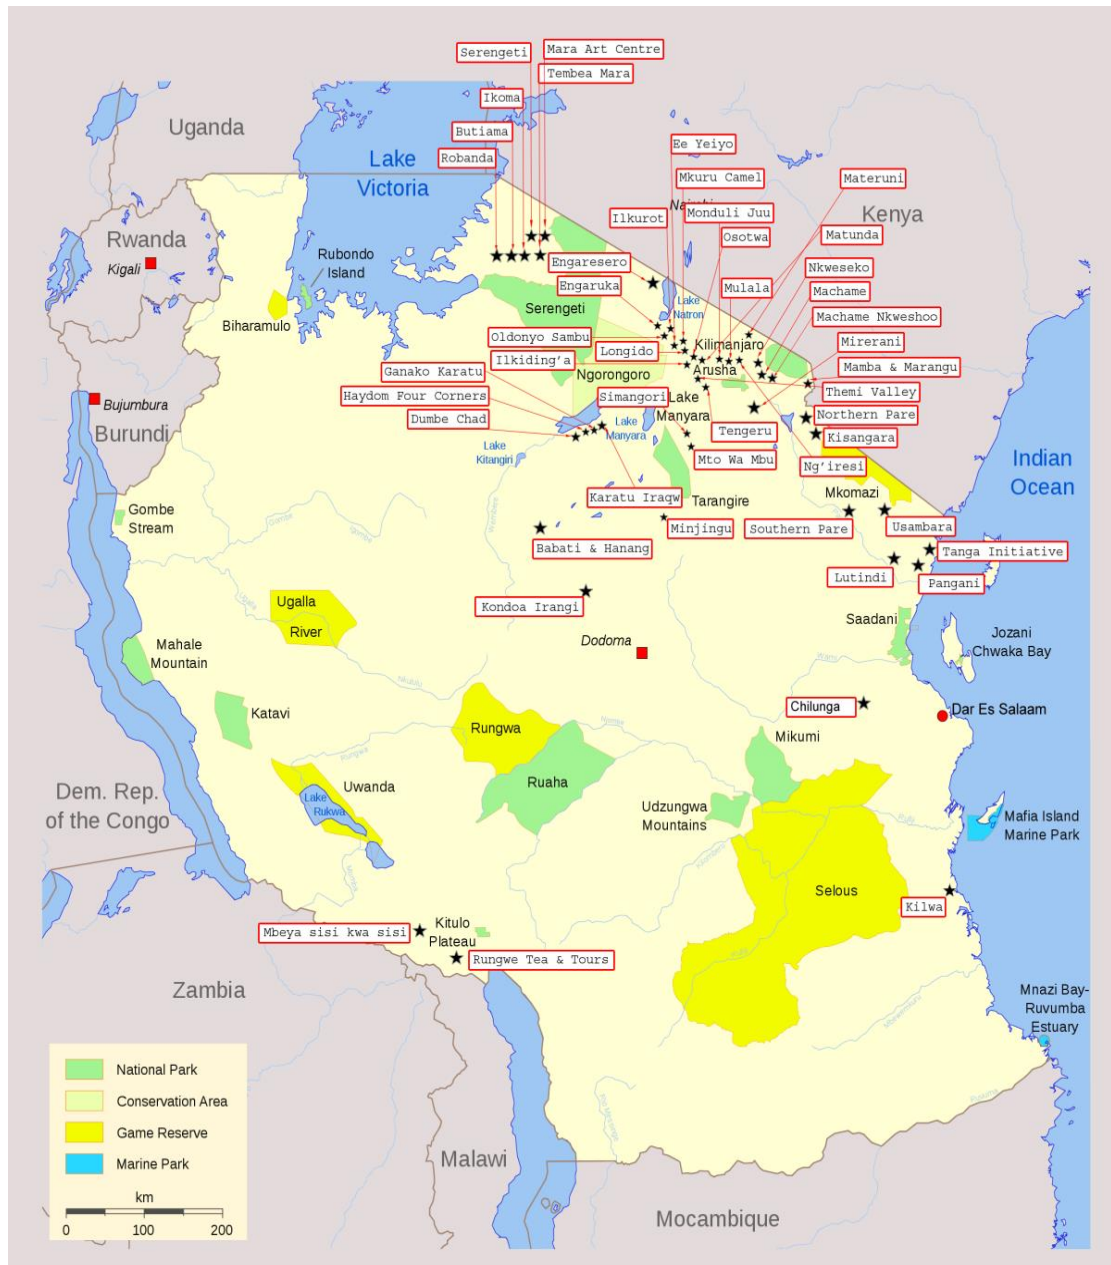 Serengeti
Mara Art Centre
Tembea Mara
Ikoma
Uganda
Butiama
Robanda
Lake
Victoria
Ee Yeiyo
Mkuru Camel
Materuni
Ilkurot
Monduli Juu
Kenya
Osotwa
Matunda
Rwanda
Kigali
Rubondo
Island
Engaresero
Engaruka
Nkweseko
Mulala
Machame
Biharamulo
Serengeti
Lake
Natron
Machame Nkweshoo
Oldonyo Sambu
Longido
Kilimanjaro
Mirerani
Ilkiding'a
Arusha
Mamba & Marangu
Ganako Karatu
Ngorongoro
Themi Valley
Haydom Four Corners
Simangori
Lake
Manyara
Bujumbura
Northern Pare
Dumbe Chad
Lake
Manyara
Tengeru
Kisangara
Burundi
Lake
Kitangiri
Mto Wa Mbu
Ng'iresi
Indian
Ocean
Karatu Iraqw
Tarangire
Mkomazi
Gombe
Stream
Minjingu
Southern Pare
Usambara
Babati & Hanang
Tanga Initiative
Lutindi
Pangani
Kondoa Irangi
Ugalla
River
Ugalla
Saadani
Mahale
Mountain
Dodoma
Jozani
Chwaka Bay
Wami
Katavi
Chilunga
Dar Es Salaam
Rungwa
Mikumi
Rungwa
Ruaha
Uwanda
Dem. Rep.
of the Congo
Lake
Rukwa
Udzungwa
Mountains
Mafia Island
Marine Park
Selous
Kilwa
Mbeya sisi kwa sisi
Kitulo
Plateau
Rungwe Tea & Tours
Zambia
Mnazi Bay-
Ruvumba
Estuary
National Park
Conservation Area
Game Reserve
Marine Park
km
0 100 200
Malawi
Mocambique